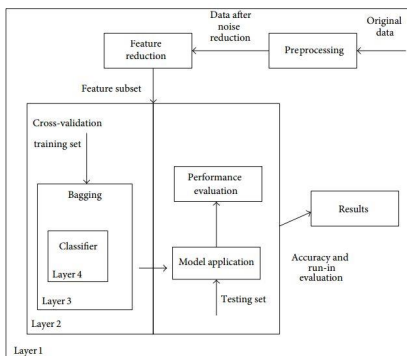 Original
data
Preprocessing
Data after
noise
reduction
Feature
reduction
Feature subset
Cross-validation
training set
Bagging
Classifier
Layer 4
Layer 3
Layer 2
Performance
evaluation
Model application
Testing set
Results
Accuracy and
run-in
evaluation
Layer 1